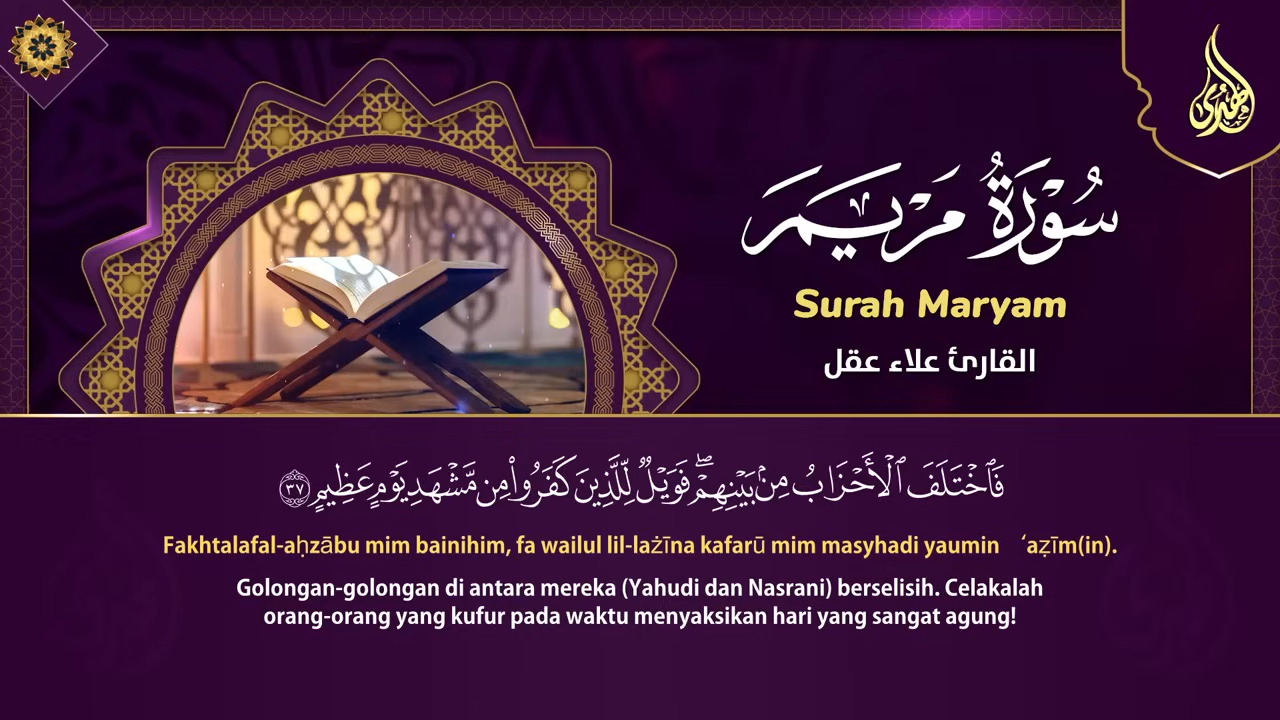 الهدى
سُوْرَةُ مَرْيَمَ
Surah Maryam
القارئ علاء عقل
فَٱخْتَلَفَ ٱلْأَحْزَابُ مِنۢ بَيْنِهِمْۖ فَوَيْلٌ لِّلَّذِينَ كَفَرُوا۟ مِن مَّشْهَدِ يَوْمٍ عَظِيمٍ ٣٧
Fakhtalafal-aḥzābu mim bainihim, fa wailul lil-lażīna kafarū mim masyhadi yaumin ‘aẓīm(in).
Golongan-golongan di antara mereka (Yahudi dan Nasrani) berselisih. Celakalah
orang-orang yang kufur pada waktu menyaksikan hari yang sangat agung!